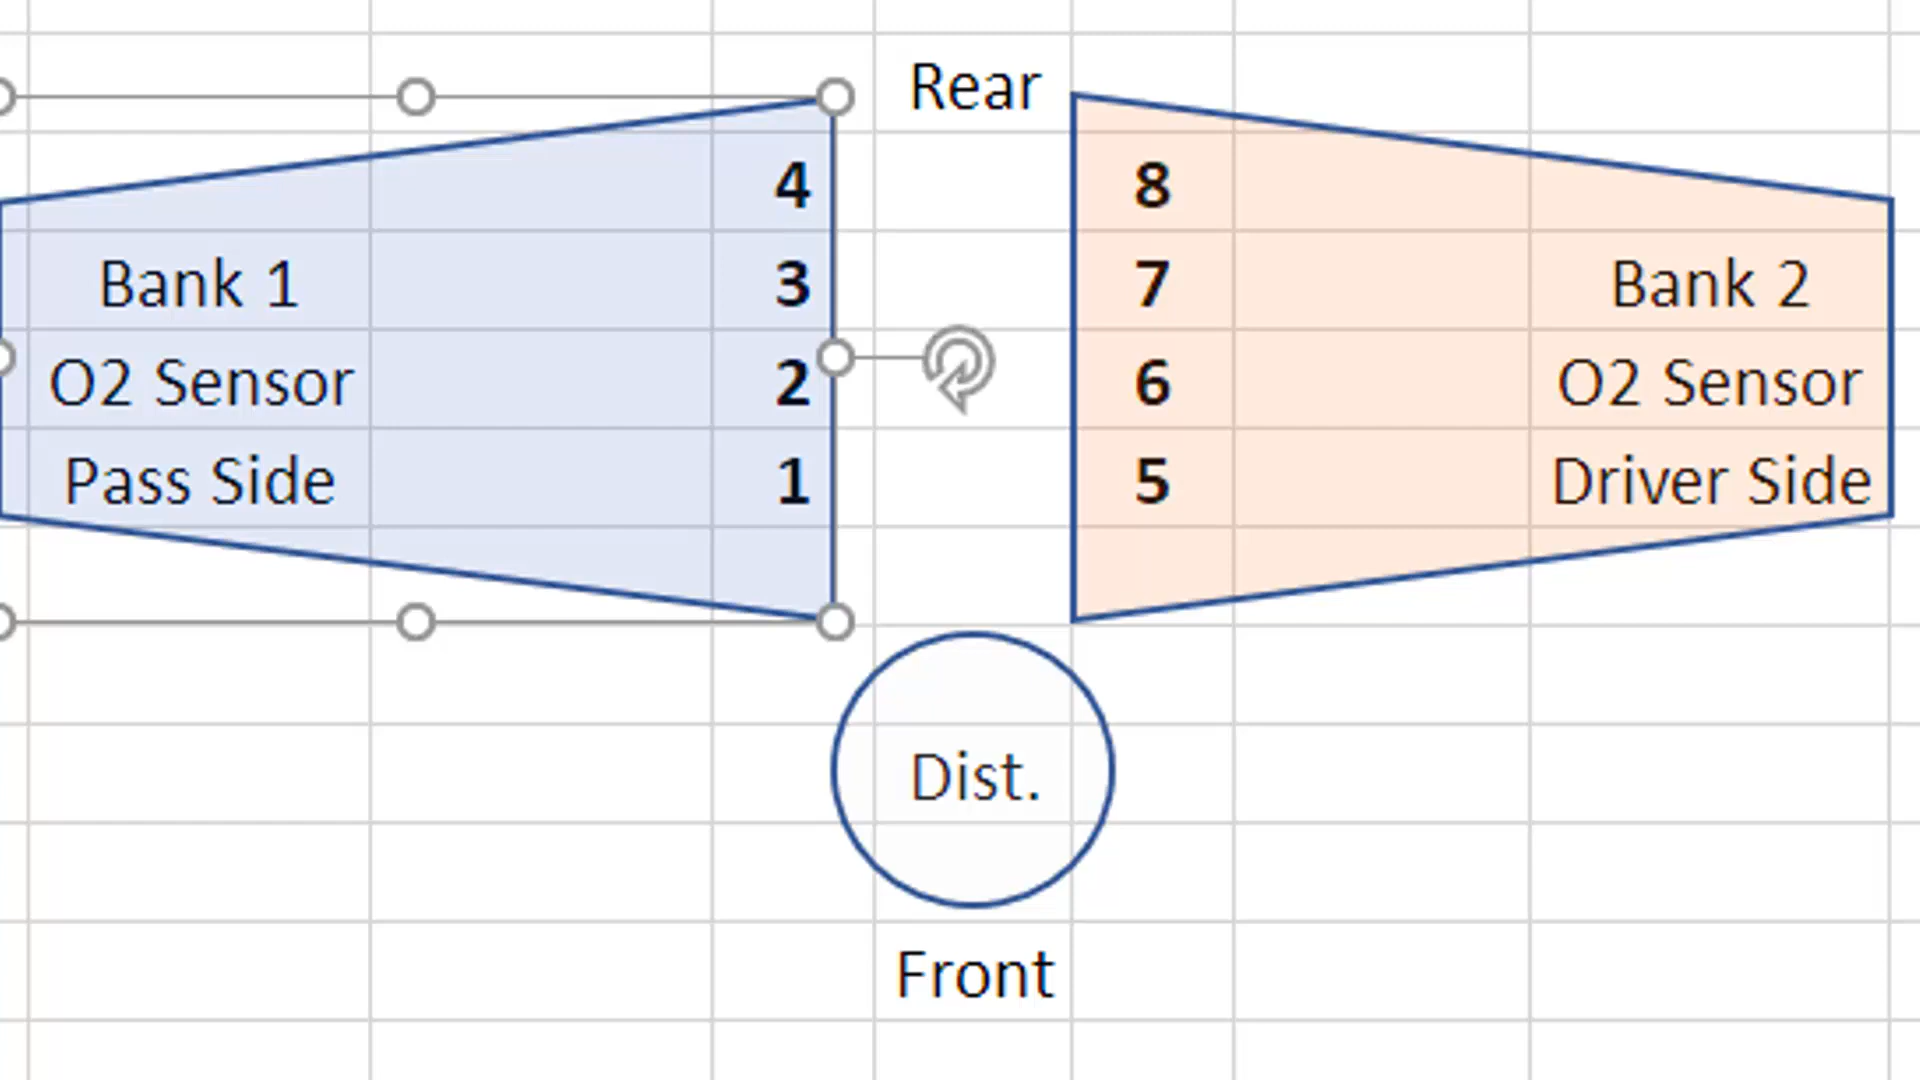 Rear
4 8
Bank 1 3 7 Bank 2
O2 Sensor 2 6 O2 Sensor
Pass Side 1 5 Driver Side
Dist.
Front